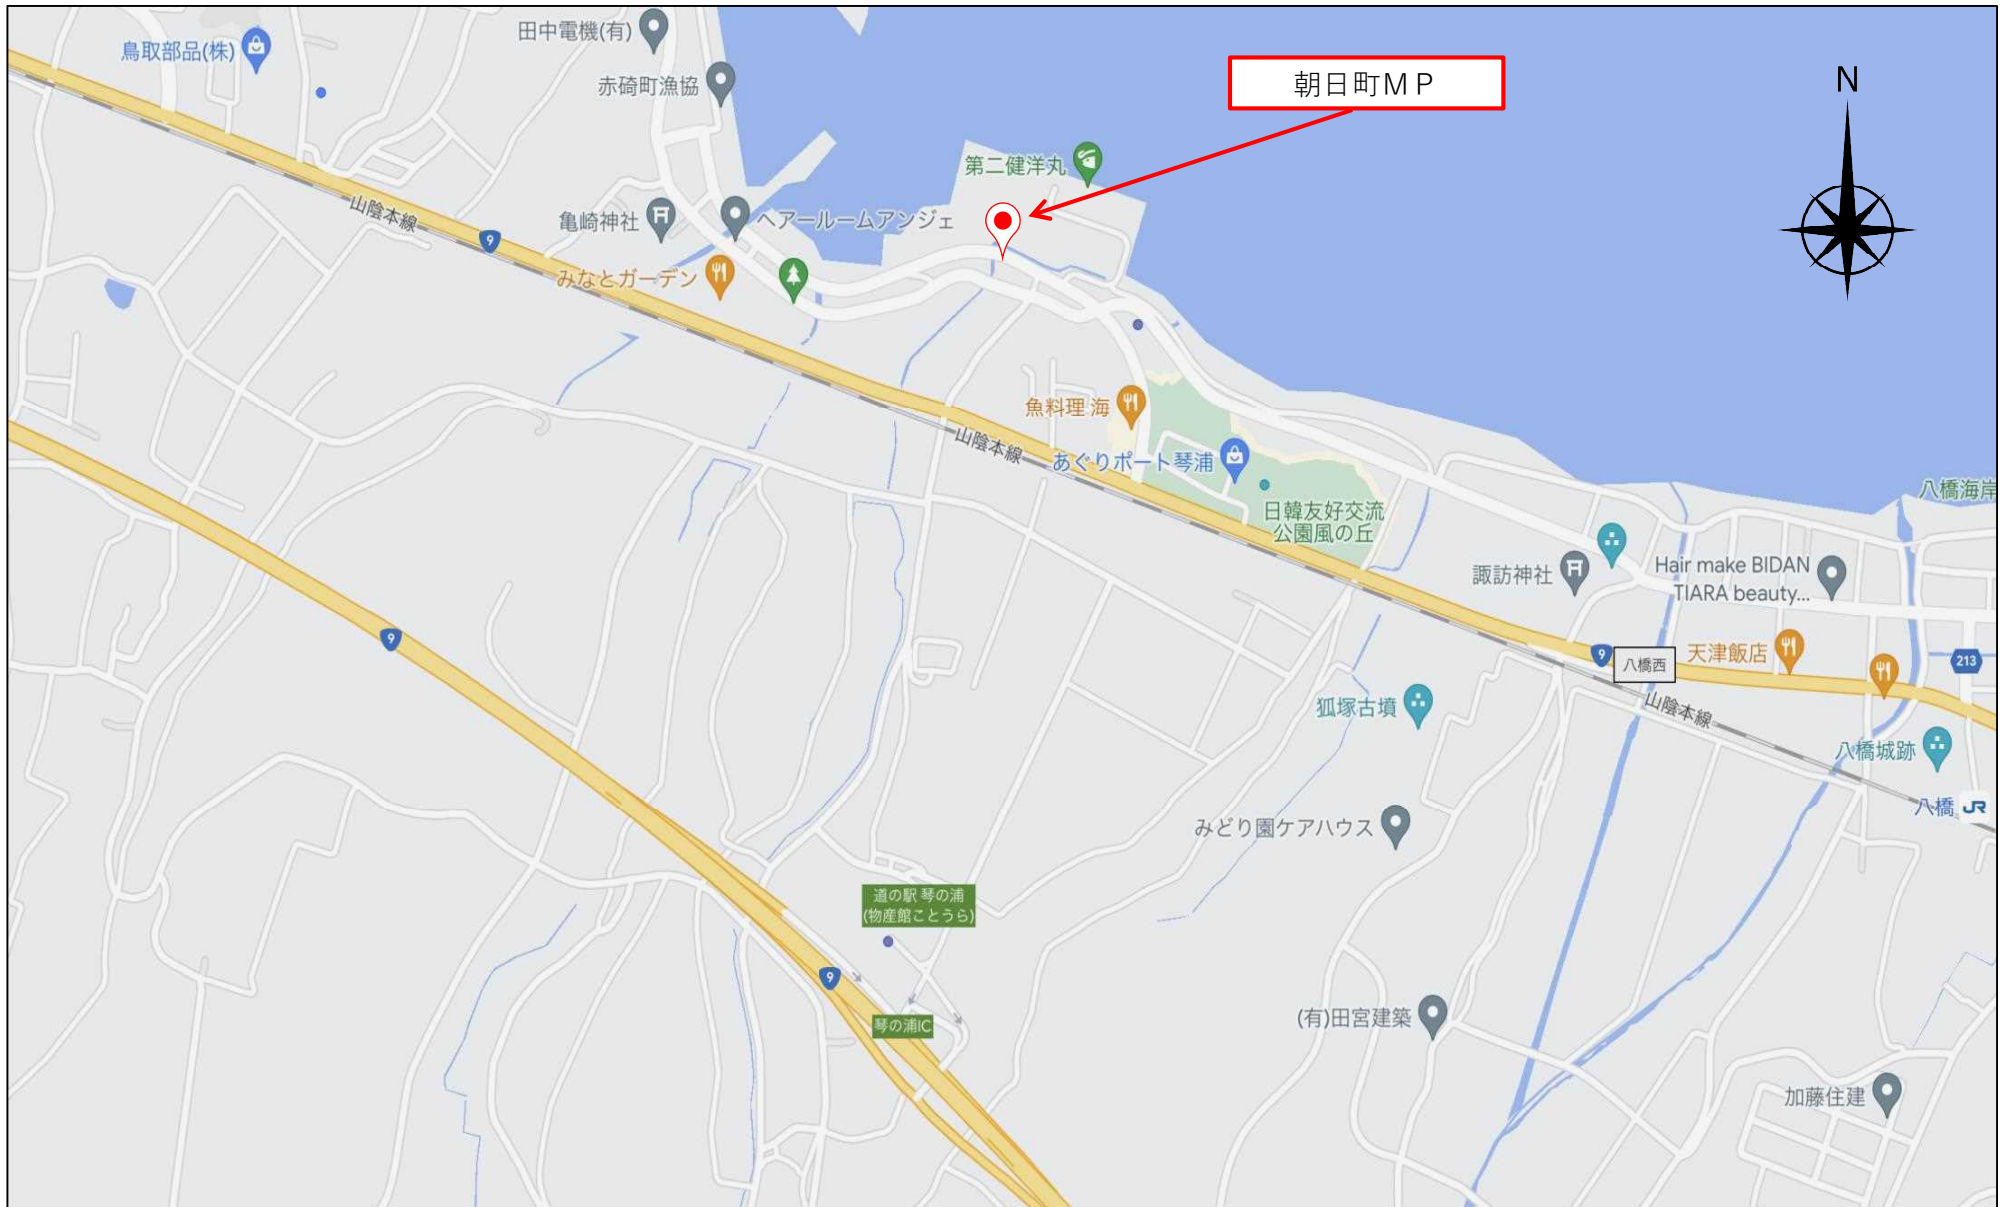 田中電機(有)
鳥取部品(株)
赤碕町漁協
朝日町ＭＰ
N
第二健洋丸
山陰本線
亀崎神社
ヘアールームアンジェ
9
みなとガーデン
魚料理 海
山陰本線
あぐりポート琴浦
八橋海岸
日韓友好交流
公園風の丘
諏訪神社
Hair make BIDAN
TIARA beauty...
9
9
八橋西
天津飯店
213
狐塚古墳
山陰本線
八橋城跡
八橋 JR
みどり園ケアハウス
道の駅 琴の浦
(物産館ことうら)
9
琴の浦IC
(有)田宮建築
加藤住建